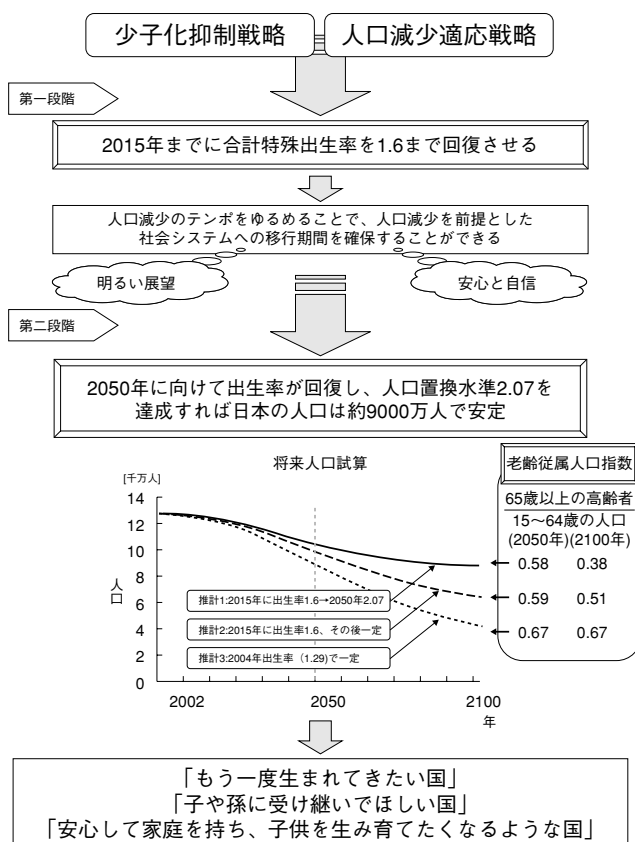 少子化抑制戦略
人口減少適応戦略
第一段階
2015年までに合計特殊出生率を1.6まで回復させる
人口減少のテンポをゆるめることで、人口減少を前提とした
社会システムへの移行期間を確保することができる
明るい展望
安心と自信
第二段階
2050年に向けて出生率が回復し、人口置換水準2.07を
達成すれば日本の人口は約9000万人で安定
将来人口試算
[千万人]
14
12
10
8
6
4
2
0
人口
推計1:2015年に出生率1.6→2050年2.07
推計2:2015年に出生率1.6、その後一定
推計3:2004年出生率(1.29)で一定
2002
2050
2100
年
老齢従属人口指数
65歳以上の高齢者
15〜64歳の人口
(2050年)(2100年)
0.58 0.38
0.59 0.51
0.67 0.67
「もう一度生まれてきたい国」
「子や孫に受け継いでほしい国」
「安心して家庭を持ち、子供を生み育てたくなるような国」